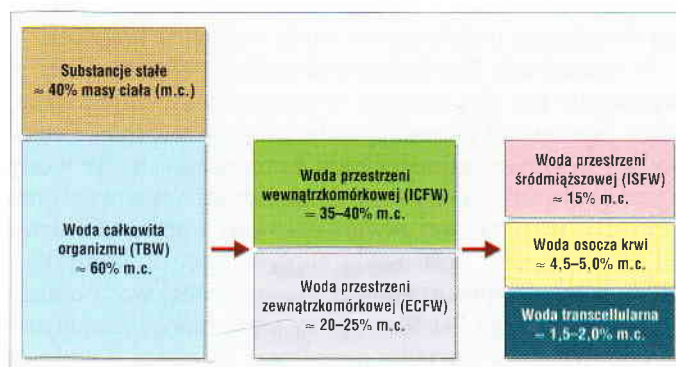 Substancje stałe
≈ 40% masy ciała (m.c.)
Woda całkowita
organizmu (TBW)
≈ 60% m.c.
Woda przestrzeni
wewnątrzkomórkowej (ICFW)
≈ 35–40% m.c.
Woda przestrzeni
zewnątrzkomórkowej (ECFW)
≈ 20–25% m.c.
Woda przestrzeni
śródmiąższowej (ISFW)
≈ 15% m.c.
Woda osocza krwi
≈ 4,5–5,0% m.c.
Woda transcellularna
≈ 1,5–2,0% m.c.